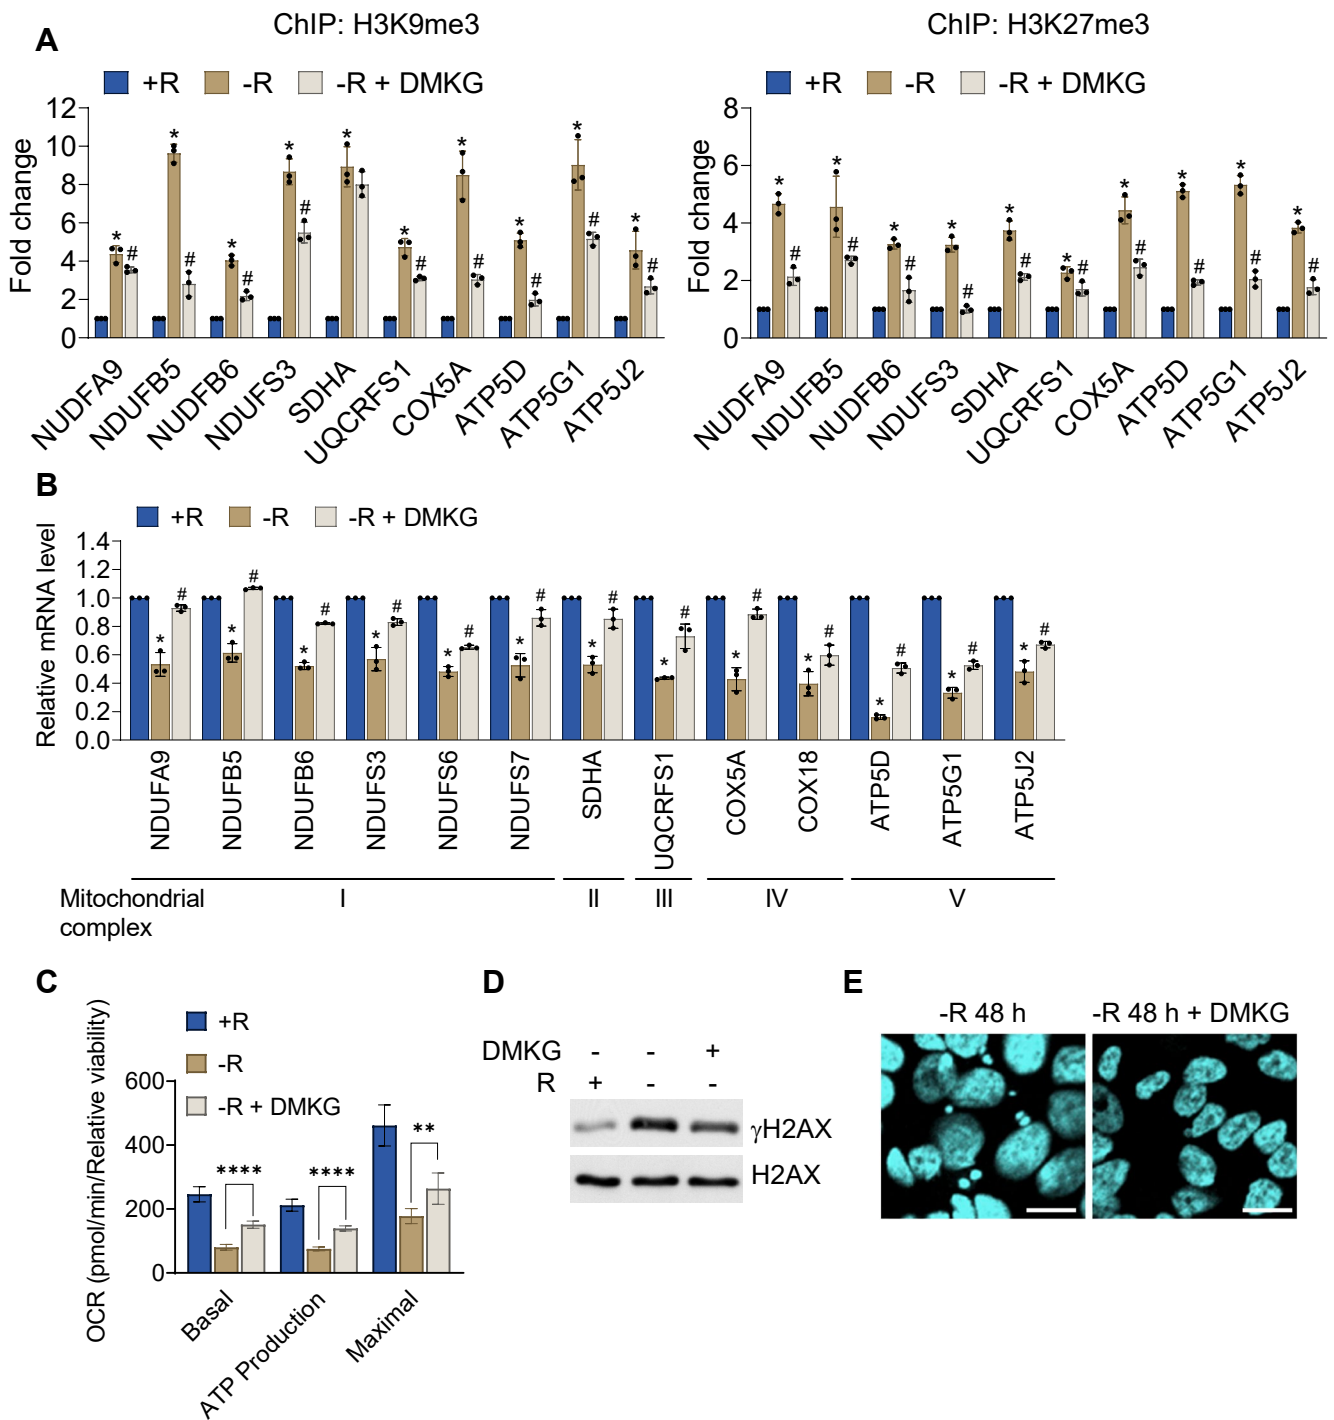 A
ChIP: H3K9me3
+R -R -R + DMKG
Fold change
12
10
8
6
4
2
0
* * * * * * * * * *
# # # # # # # # #
NUDFA9 NDUFB5 NUDFB6 NDUFS3 SDHA UQCRFS1 COX5A ATP5D ATP5G1 ATP5J2
ChIP: H3K27me3
+R -R -R + DMKG
Fold change
8
6
4
2
0
* * * * * * * * * *
# # # # # # # # # #
NUDFA9 NDUFB5 NUDFB6 NDUFS3 SDHA UQCRFS1 COX5A ATP5D ATP5G1 ATP5J2
B
+R -R -R + DMKG
Relative mRNA level
1.4
1.2
1.0
0.8
0.6
0.4
0.2
0.0
* * * * * * * * * * * * *
# # # # # # # # # # # # #
NDUFA9 NDUFB5 NDUFB6 NDUFS3 NDUFS6 NDUFS7 SDHA UQCRFS1 COX5A COX18 ATP5D ATP5G1 ATP5J2
Mitochondrial
complex
I II III IV V
C
+R
-R
-R + DMKG
OCR (pmol/min/Relative viability)
600
400
200
0
**** **** **
Basal ATP Production Maximal
D
DMKG - - +
R + - -
γH2AX
H2AX
E
-R 48 h -R 48 h + DMKG